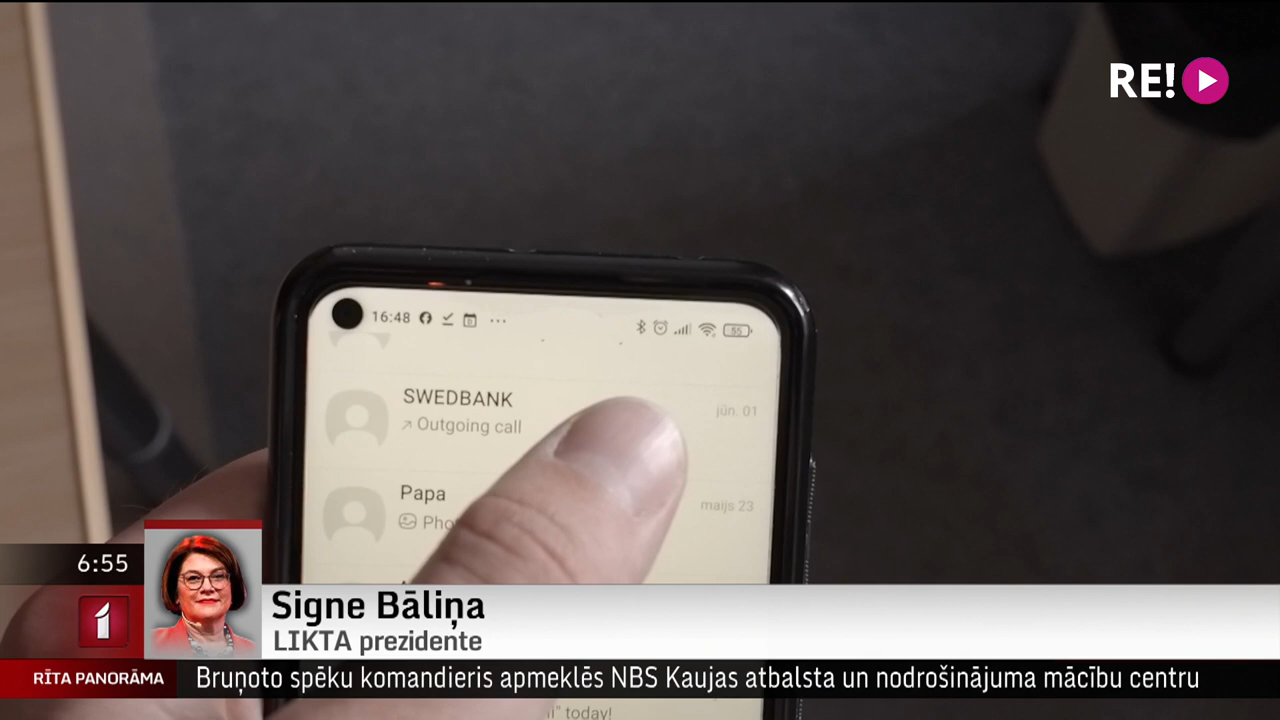 RE!
16:48
55
SWEDBANK
jūn. 01
Outgoing call
Papa
maijs 23
6:55
1
Signe Bāliņa
LIKTA prezidente
RĪTA PANORĀMA
Bruņoto spēku komandieris apmeklēs NBS Kaujas atbalsta un nodrošinājuma mācību centru
today!